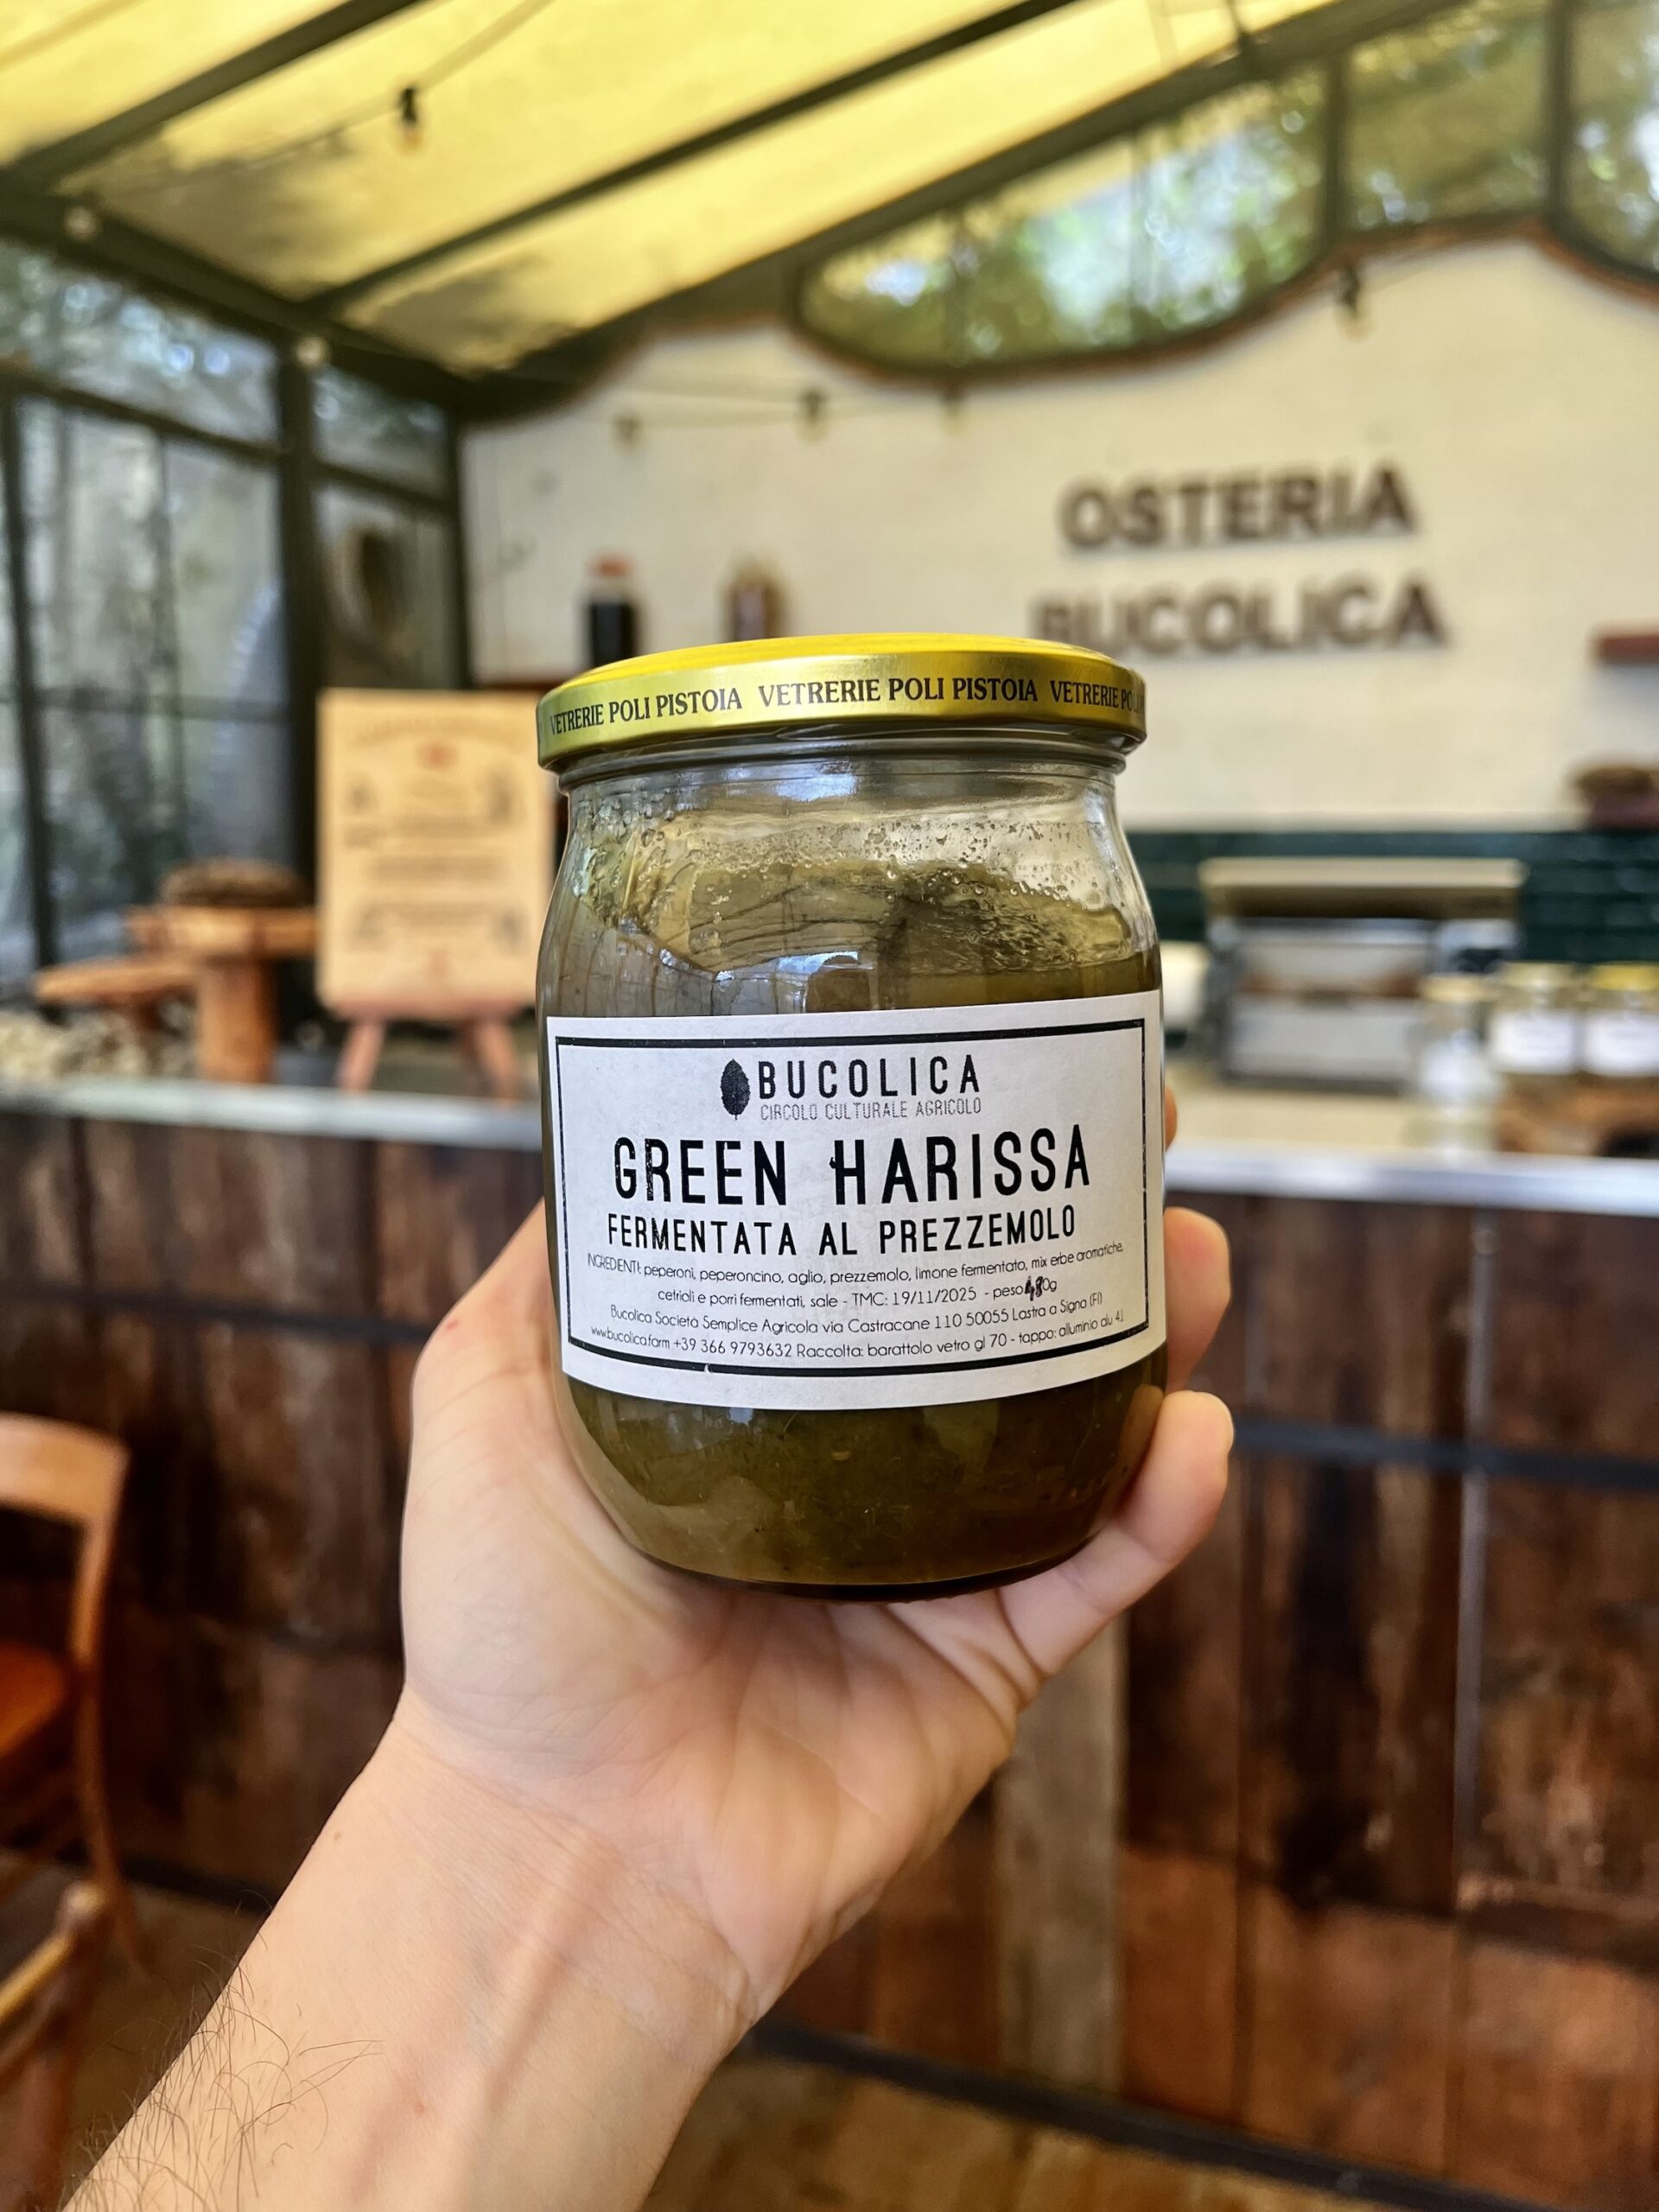 OSTERIA
BUCOLICA
VETRERIE POLI PISTOIA VETRERIE POLI PISTOIA VETRERIE POLI
BUCOLICA
CIRCOLO CULTURALE AGRICOLO
GREEN HARISSA
FERMENTATA AL PREZZEMOLO
INGREDENTI: peperoni, peperoncino, aglio, prezzemolo, limone fermentato, mix erbe aromatiche,
cetrioli e porri fermentati, sale - TMC: 19/11/2025 - peso 480g
Bucolica Società Semplice Agricola via Castracane 110 50055 Lastra a Signa (FI)
www.bucolica.farm +39 366 9793632 Raccolta: barattolo vetro gl 70 - tappo: alluminio alu 41